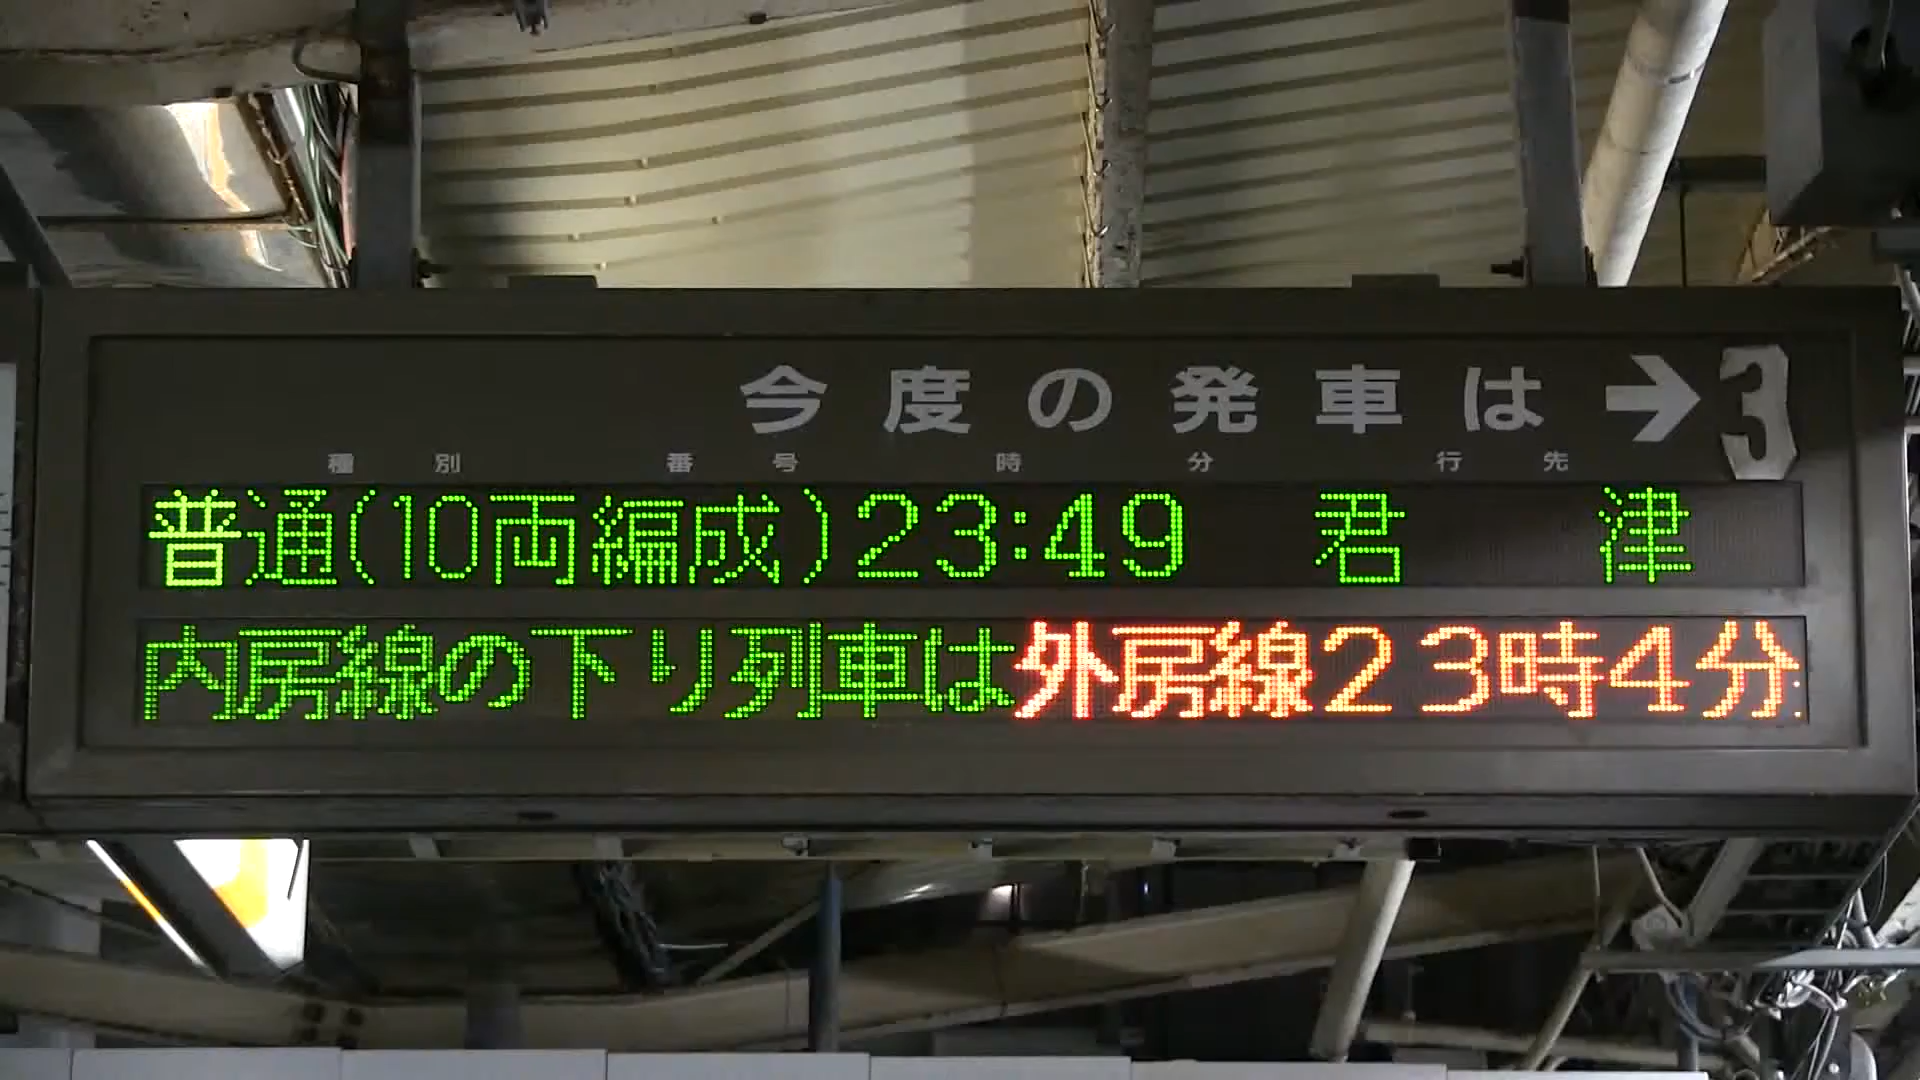 今度の発車は→3
種別 番号 時分 行先
普通(10両編成)23:49 君津
内房線の下り列車は外房線23時4分